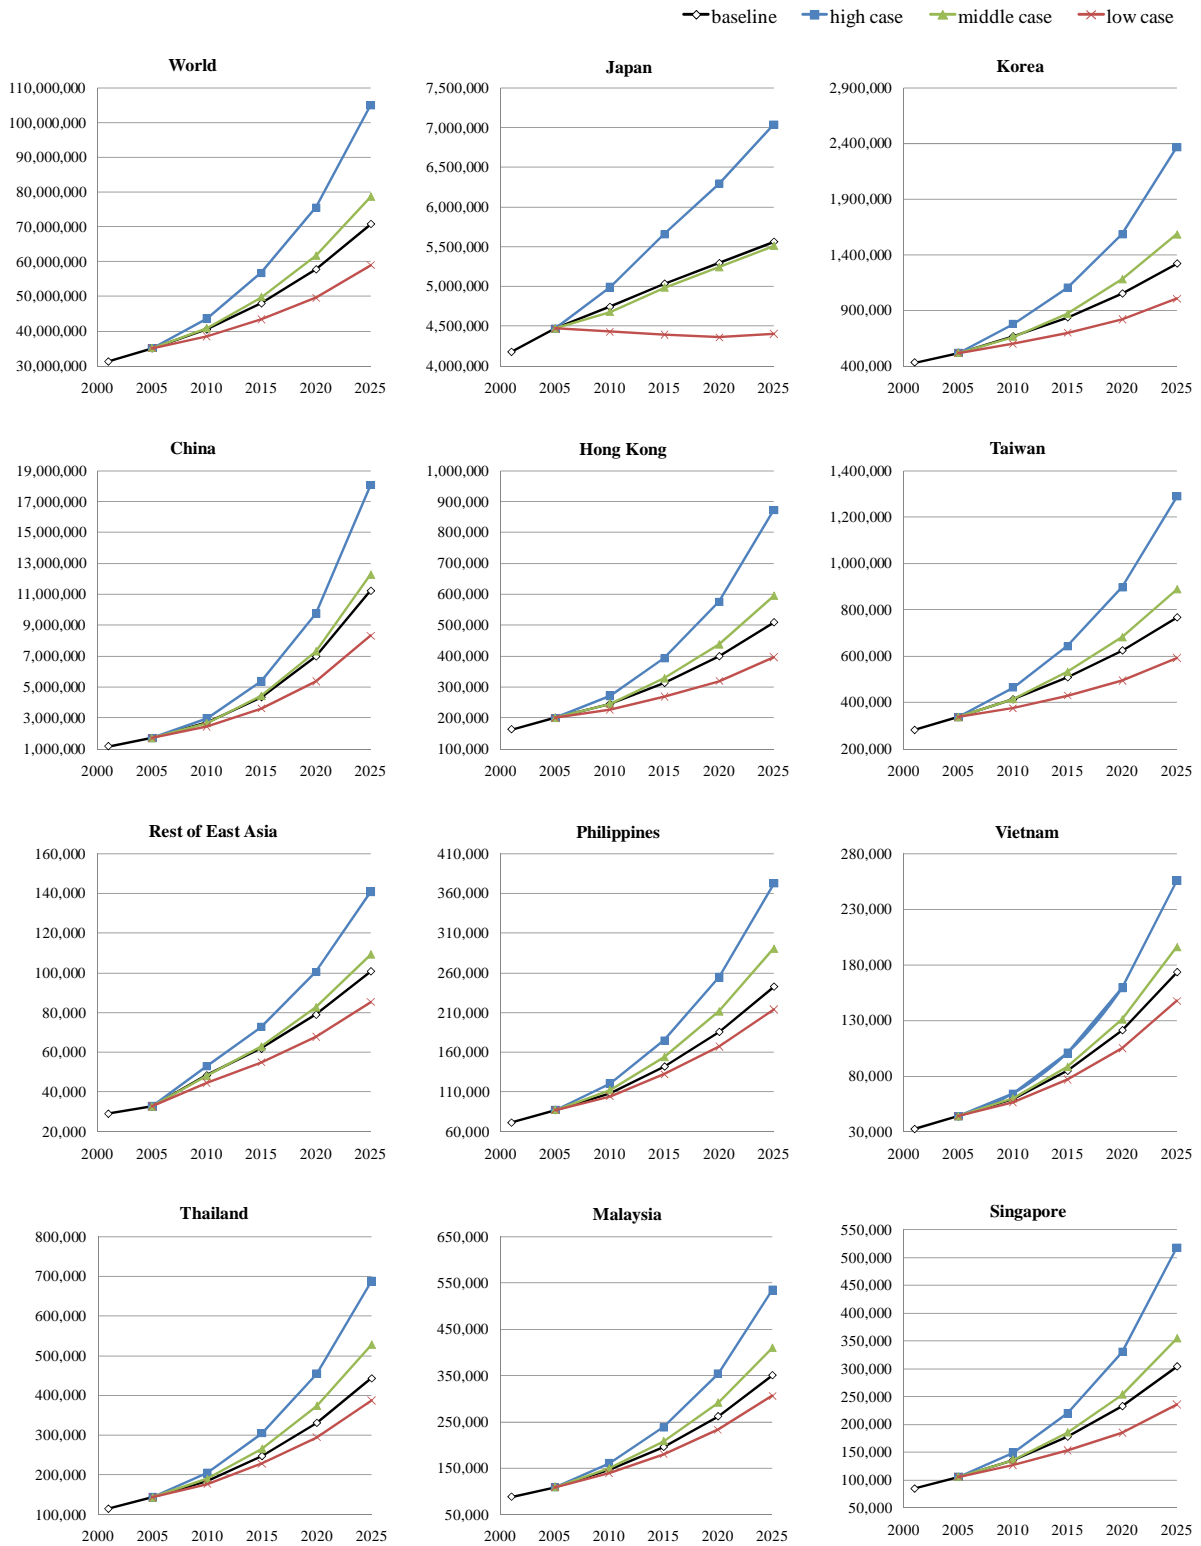 baseline high case middle case low case
World Japan Korea
110,000,000 7,500,000 2,900,000
100,000,000 7,000,000 2,400,000
90,000,000 6,500,000 1,900,000
80,000,000 6,000,000 1,400,000
70,000,000 5,500,000 900,000
60,000,000 5,000,000 400,000
50,000,000 4,500,000
40,000,000 4,000,000
30,000,000
2000 2005 2010 2015 2020 2025 2000 2005 2010 2015 2020 2025 2000 2005 2010 2015 2020 2025
China Hong Kong Taiwan
19,000,000 1,000,000 1,400,000
17,000,000 900,000 1,200,000
15,000,000 800,000 1,000,000
13,000,000 700,000 800,000
11,000,000 600,000 600,000
9,000,000 500,000 400,000
7,000,000 400,000 200,000
5,000,000 300,000
3,000,000 200,000
1,000,000 100,000
2000 2005 2010 2015 2020 2025 2000 2005 2010 2015 2020 2025 2000 2005 2010 2015 2020 2025
Rest of East Asia Philippines Vietnam
160,000 410,000 280,000
140,000 360,000 230,000
120,000 310,000 180,000
100,000 260,000 130,000
80,000 210,000 80,000
60,000 160,000 30,000
40,000 110,000
20,000 60,000
2000 2005 2010 2015 2020 2025 2000 2005 2010 2015 2020 2025 2000 2005 2010 2015 2020 2025
Thailand Malaysia Singapore
800,000 650,000 550,000
700,000 550,000 500,000
600,000 450,000 450,000
500,000 350,000 400,000
400,000 250,000 350,000
300,000 150,000 300,000
200,000 50,000 250,000
100,000 200,000
150,000
100,000
50,000
2000 2005 2010 2015 2020 2025 2000 2005 2010 2015 2020 2025 2000 2005 2010 2015 2020 2025